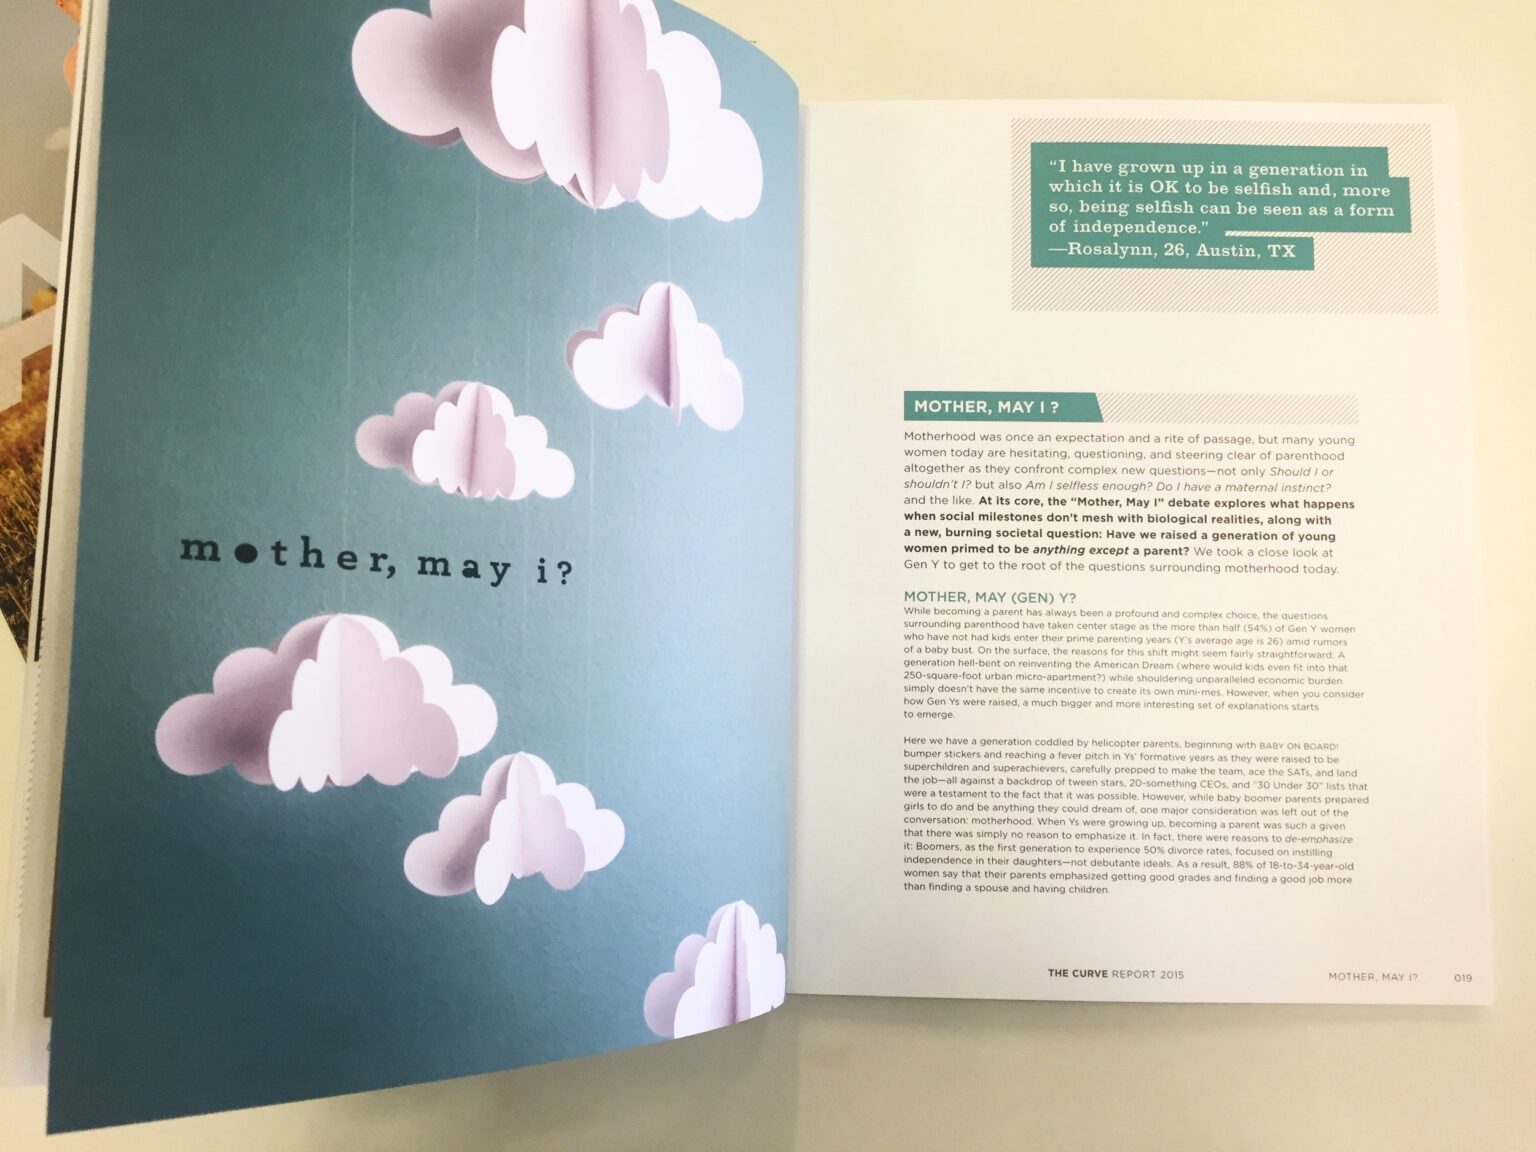 mother, may i?
“I have grown up in a generation in
which it is OK to be selfish and, more
so, being selfish can be seen as a form
of independence.”
—Rosalynn, 26, Austin, TX
MOTHER, MAY I ?
Motherhood was once an expectation and a rite of passage, but many young
women today are hesitating, questioning, and steering clear of parenthood
altogether as they confront complex new questions—not only Should I or
shouldn’t I? but also Am I selfless enough? Do I have a maternal instinct?
and the like. At its core, the “Mother, May I” debate explores what happens
when social milestones don’t mesh with biological realities, along with
a new, burning societal question: Have we raised a generation of young
women primed to be anything except a parent? We took a close look at
Gen Y to get to the root of the questions surrounding motherhood today.
MOTHER, MAY (GEN) Y?
While becoming a parent has always been a profound and complex choice, the questions
surrounding parenthood have taken center stage as the more than half (54%) of Gen Y women
who have not had kids enter their prime parenting years (Y’s average age is 26) amid rumors
of a baby bust. On the surface, the reasons for this shift might seem fairly straightforward: A
generation hell-bent on reinventing the American Dream (where would kids even fit into that
250-square-foot urban micro-apartment?) while shouldering unparalleled economic burden
simply doesn’t have the same incentive to create its own mini-mes. However, when you consider
how Gen Ys were raised, a much bigger and more interesting set of explanations starts
to emerge.
Here we have a generation coddled by helicopter parents, beginning with BABY ON BOARD!
bumper stickers and reaching a fever pitch in Ys’ formative years as they were raised to be
superchildren and superachievers, carefully prepped to make the team, ace the SATs, and land
the job—all against a backdrop of tween stars, 20-something CEOs, and “30 Under 30” lists that
were a testament to the fact that it was possible. However, while baby boomer parents prepared
girls to do and be anything they could dream of, one major consideration was left out of the
conversation: motherhood. When Ys were growing up, becoming a parent was such a given
that there was simply no reason to emphasize it. In fact, there were reasons to de-emphasize
it: Boomers, as the first generation to experience 50% divorce rates, focused on instilling
independence in their daughters—not debutante ideals. As a result, 88% of 18-to-34-year-old
women say that their parents emphasized getting good grades and finding a good job more
than finding a spouse and having children.
THE CURVE REPORT 2015 MOTHER, MAY I? 019